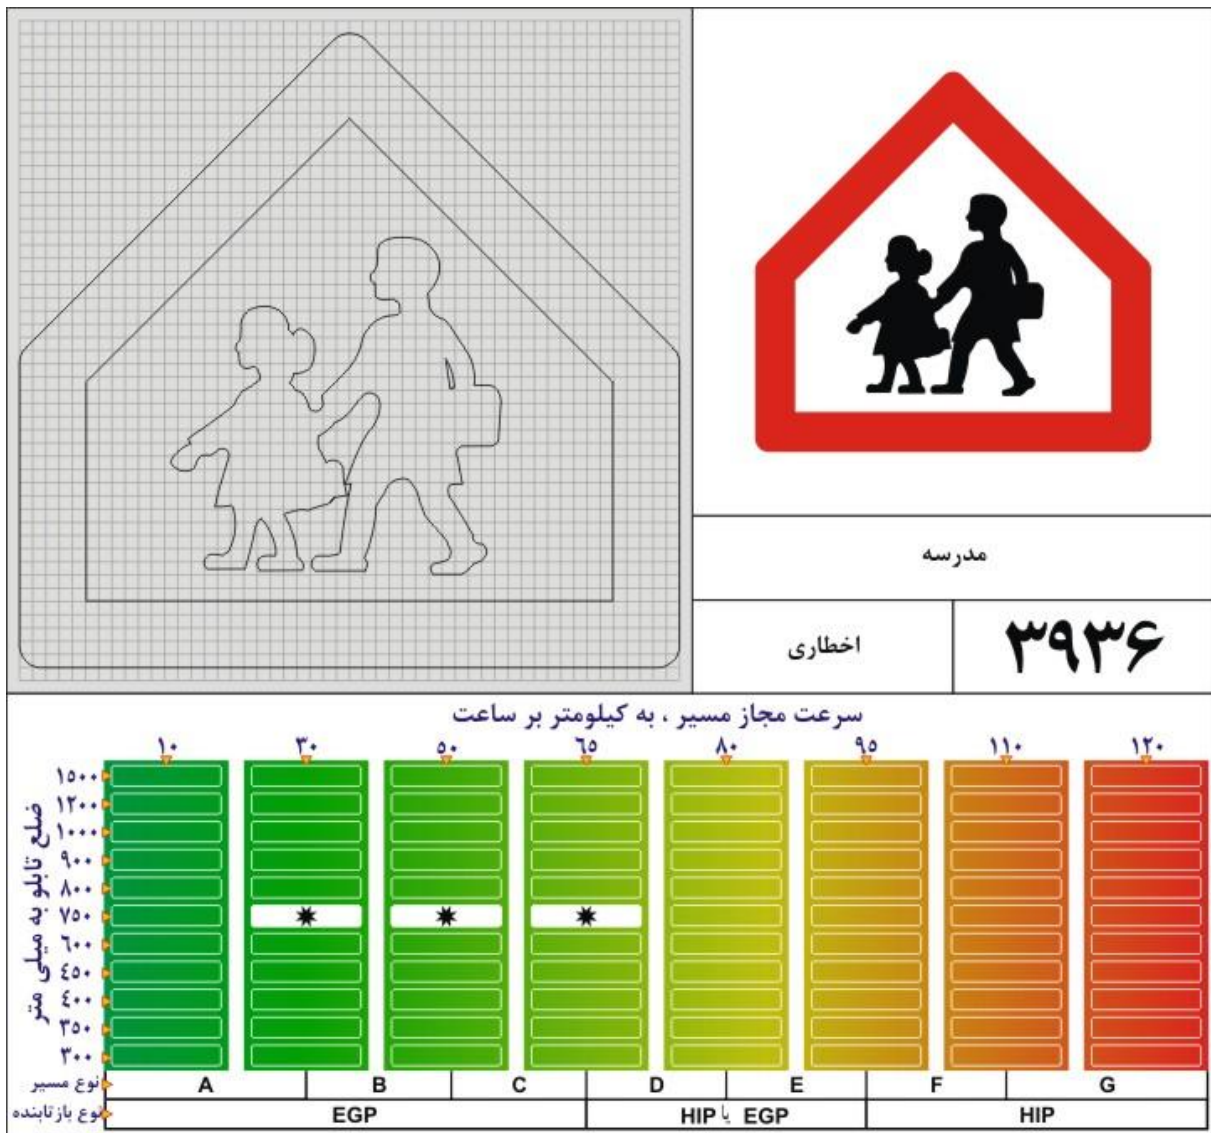 مدرسه
اخطاری
۳۹۳۶
سرعت مجاز مسیر ، به کیلومتر بر ساعت
۱۰ ۳۰ ۵۰ ۶۵ ۸۰ ۹۵ ۱۱۰ ۱۲۰
ضلع تابلو به میلی متر
۱۵۰۰
۱۲۰۰
۱۰۰۰
۹۰۰
۸۰۰
۷۵۰
۶۰۰
۴۵۰
۴۰۰
۳۵۰
۳۰۰
نوع مسیر A B C D E F G
نوع بازتابنده EGP HIP یا EGP HIP